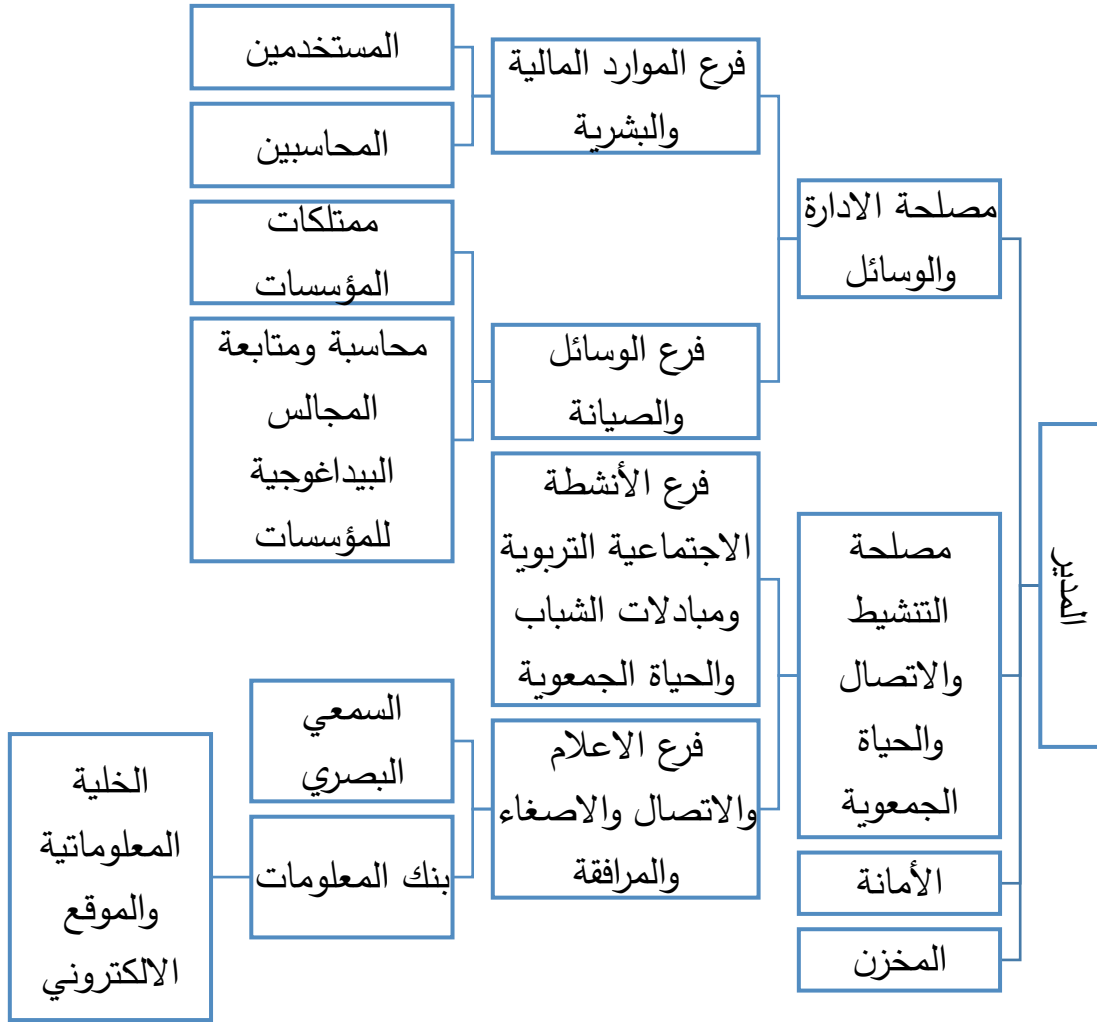 المدير
مصلحة الادارة
والوسائل
فرع الموارد المالية
والبشرية
المستخدمين
المحاسبين
فرع الوسائل
والصيانة
ممتلكات
المؤسسات
محاسبة ومتابعة
المجالس
البيداغوجية
للمؤسسات
مصلحة
التنشيط
والاتصال
والحياة
الجمعوية
فرع الأنشطة
الاجتماعية التربوية
ومبادلات الشباب
والحياة الجمعوية
فرع الاعلام
والاتصال والاصغاء
والمرافقة
السمعي
البصري
بنك المعلومات
الخلية
المعلوماتية
والموقع
الالكتروني
الأمانة
المخزن